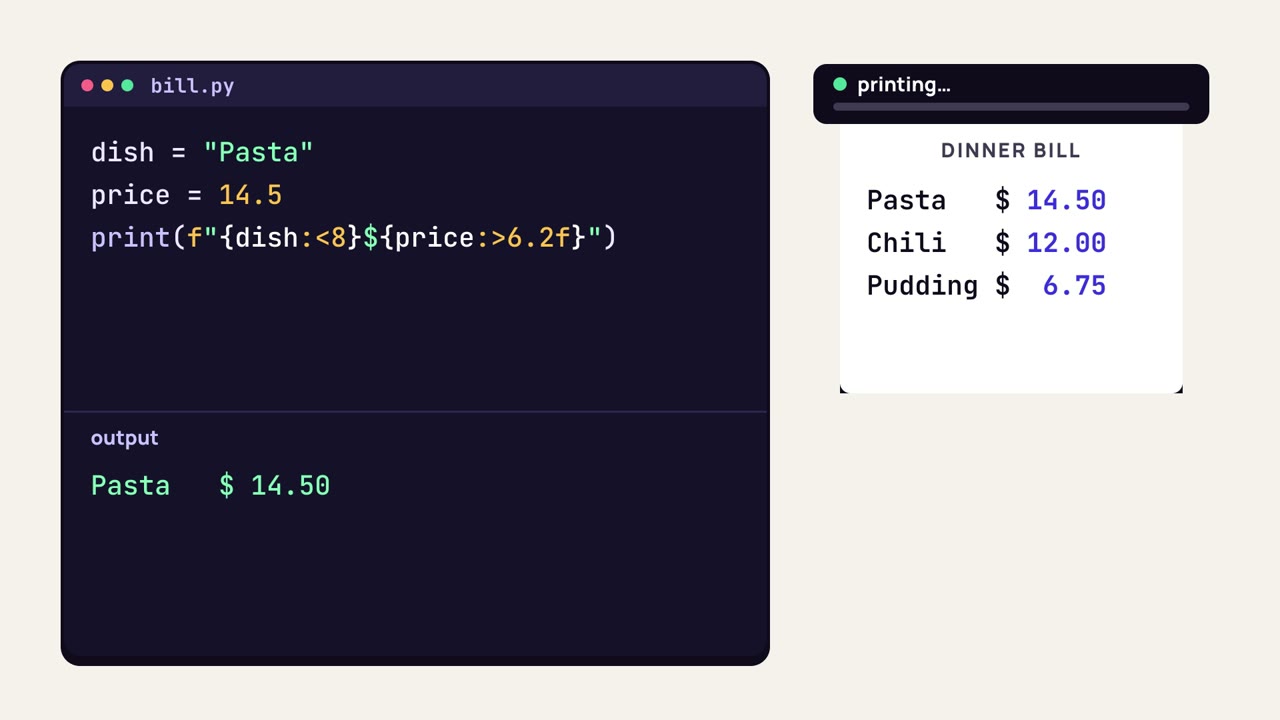 bill.py
dish = "Pasta"
price = 14.5
print(f"{dish:<8}${price:>6.2f}")
output
Pasta   $ 14.50
printing...
DINNER BILL
Pasta   $ 14.50
Chili   $ 12.00
Pudding $  6.75